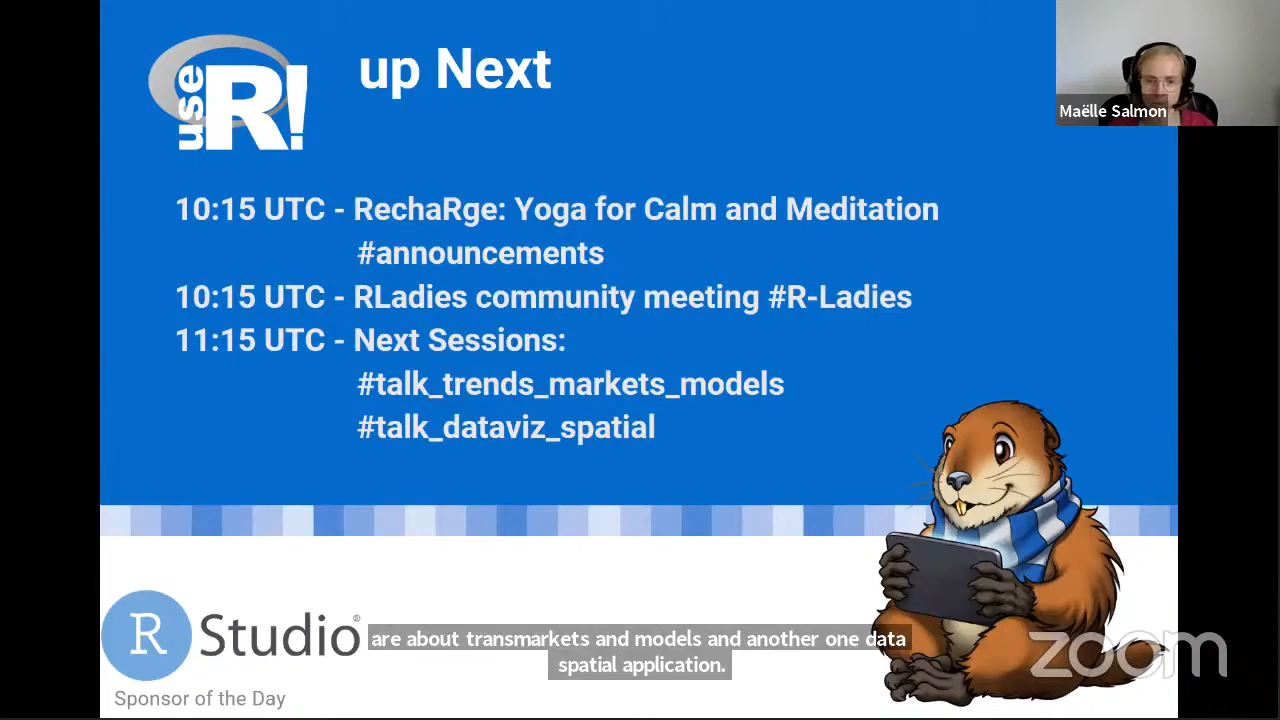 use R!
up Next
Maëlle Salmon
10:15 UTC - RechaRge: Yoga for Calm and Meditation
#announcements
10:15 UTC - RLadies community meeting #R-Ladies
11:15 UTC - Next Sessions:
#talk_trends_markets_models
#talk_dataviz_spatial
R Studio®
are about transmarkets and models and another one data
spatial application.
zoom
Sponsor of the Day